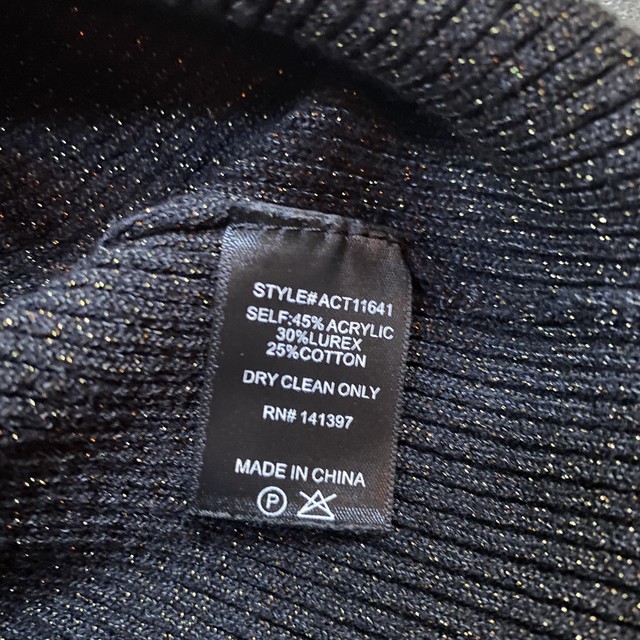 STYLE#ACT11641
SELF:45% ACRYLIC
30%LUREX
25%COTTON
DRY CLEAN ONLY
RN# 141397
MADE IN CHINA
P